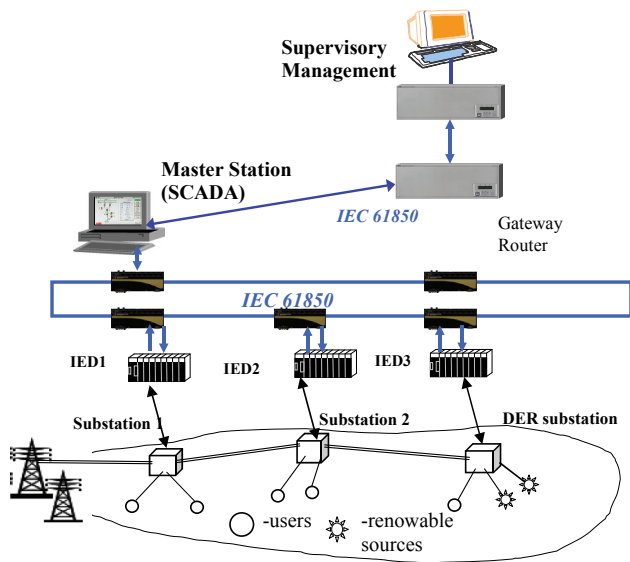 Supervisory
Management
Master Station
(SCADA)
IEC 61850
Gateway
Router
IEC 61850
IED1
IED2
IED3
Substation 1
Substation 2
DER substation
-users
-renowable
sources